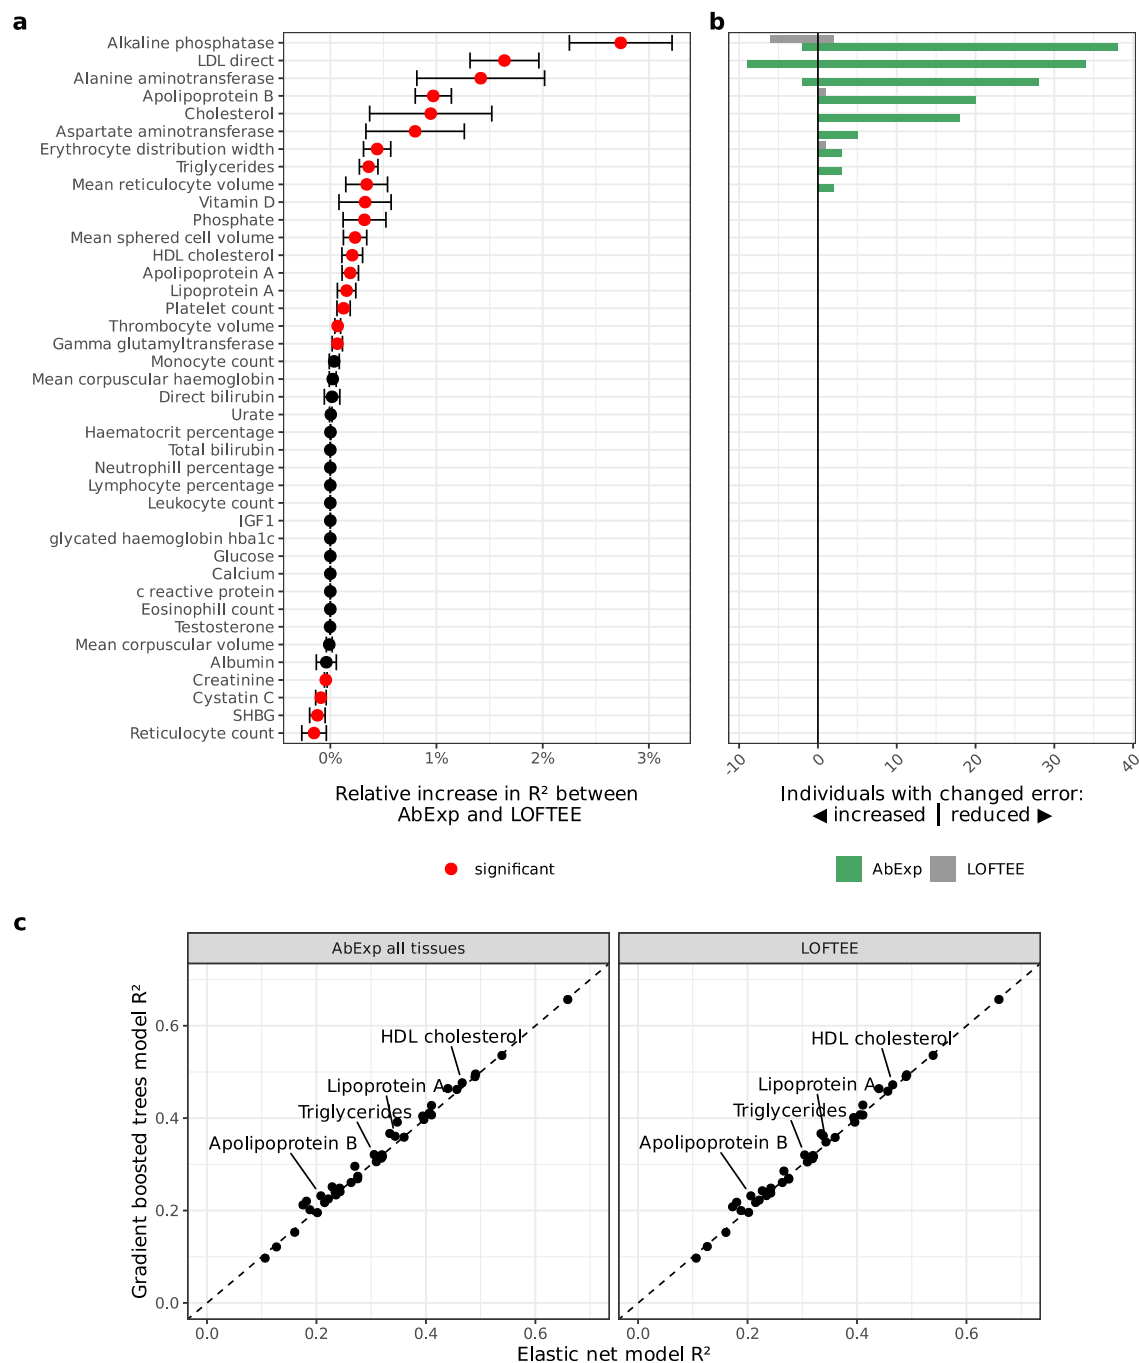 a
b
Alkaline phosphatase
LDL direct
Alanine aminotransferase
Apolipoprotein B
Cholesterol
Aspartate aminotransferase
Erythrocyte distribution width
Triglycerides
Mean reticulocyte volume
Vitamin D
Phosphate
Mean sphered cell volume
HDL cholesterol
Apolipoprotein A
Lipoprotein A
Platelet count
Thrombocyte volume
Gamma glutamyltransferase
Monocyte count
Mean corpuscular haemoglobin
Direct bilirubin
Urate
Haematocrit percentage
Total bilirubin
Neutrophill percentage
Lymphocyte percentage
Leukocyte count
IGF1
glycated haemoglobin hba1c
Glucose
Calcium
c reactive protein
Eosinophill count
Testosterone
Mean corpuscular volume
Albumin
Creatinine
Cystatin C
SHBG
Reticulocyte count
0% 1% 2% 3%
Relative increase in R² between
AbExp and LOFTEE
significant
-10 0 10 20 30 40
Individuals with changed error:
◀ increased | reduced ▶
AbExp LOFTEE
c
AbExp all tissues
LOFTEE
Gradient boosted trees model R²
0.6
0.4
0.2
0.0
HDL cholesterol
Lipoprotein A
Triglycerides
Apolipoprotein B
HDL cholesterol
Lipoprotein A
Triglycerides
Apolipoprotein B
0.0 0.2 0.4 0.6
0.0 0.2 0.4 0.6
Elastic net model R²